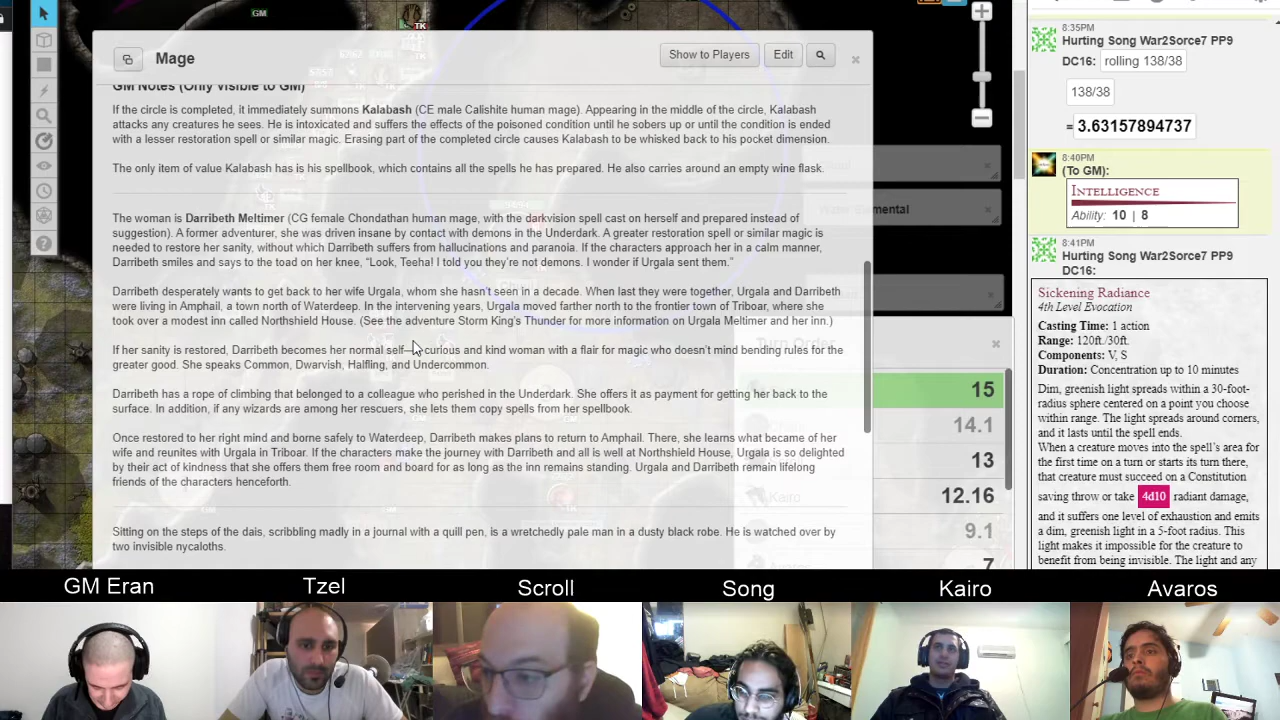 GM
TK
Mage
Show to Players
Edit
GM Notes (Only visible to GM)
If the circle is completed, it immediately summons Kalabash (CE male Calishite human mage). Appearing in the middle of the circle, Kalabash
attacks any creatures he sees. He is intoxicated and suffers the effects of the poisoned condition until he sobers up or until the condition is ended
with a lesser restoration spell or similar magic. Erasing part of the completed circle causes Kalabash to be whisked back to his pocket dimension.
The only item of value Kalabash has is his spellbook, which contains all the spells he has prepared. He also carries around an empty wine flask.
The woman is Darribeth Meltimer (CG female Chondathan human mage, with the darkvision spell cast on herself and prepared instead of
suggestion). A former adventurer, she was driven insane by contact with demons in the Underdark. A greater restoration spell or similar magic is
needed to restore her sanity, without which Darribeth suffers from hallucinations and paranoia. If the characters approach her in a calm manner,
Darribeth smiles and says to the toad on her "Look, Teeha! I told you they're not demons. I wonder if Urgala sent them."
Darribeth desperately wants to get back to her wife Urgala, whom she hasn't seen in a decade. When last they were together, Urgala and Darribeth
were living in Amphail, a town north of Waterdeep. In the intervening years, Urgala moved farther north to the frontier town of Triboar, where she
took over a modest inn called Northshield House. (See the adventure Storm King's Thunder for more information on Urgala Meltimer and her inn.)
If her sanity is restored, Darribeth becomes her normal self—a curious and kind woman with a flair for magic who doesn't mind bending rules for the
greater good. She speaks Common, Dwarvish, Halfling, and Undercommon.
Darribeth has a rope of climbing that belonged to a colleague who perished in the Underdark. She offers it as payment for getting her back to the
surface. In addition, if any wizards are among her rescuers, she lets them copy spells from her spellbook.
Once restored to her right mind and borne safely to Waterdeep, Darribeth makes plans to return to Amphail. There, she learns what became of her
wife and reunites with Urgala in Triboar. If the characters make the journey with Darribeth and all is well at Northshield House, Urgala is so delighted
by their act of kindness that she offers them free room and board for as long as the inn remains standing. Urgala and Darribeth remain lifelong
friends of the characters henceforth.
Sitting on the steps of the dais, scribbling madly in a journal with a quill pen, is a wretchedly pale man in a dusty black robe. He is watched over by
two invisible nycaloths.
Elemental
Turn Order
15
14.1
13
Kairo
12.16
9.1
Avaros
7
8:35PM
Hurting Song War2Sorce7 PP9
DC16: rolling 138/38
138/38
=3.63157894737
8:40PM
(To GM):
INTELLIGENCE
Ability: 10 | 8
8:41PM
Hurting Song War2Sorce7 PP9
DC16:
Sickening Radiance
4th Level Evocation
Casting Time: 1 action
Range: 120ft./30ft.
Components: V, S
Duration: Concentration up to 10 minutes
Dim, greenish light spreads within a 30-foot-
radius sphere centered on a point you choose
within range. The light spreads around corners,
and it lasts until the spell ends.
When a creature moves into the spell's area for
the first time on a turn or starts its turn there,
that creature must succeed on a Constitution
saving throw or take 4d10 radiant damage,
and it suffers one level of exhaustion and emits
a dim, greenish light in a 5-foot radius. This
light makes it impossible for the creature to
benefit from being invisible. The light and any
GM Eran
Tzel
Scroll
Song
Kairo
Avaros